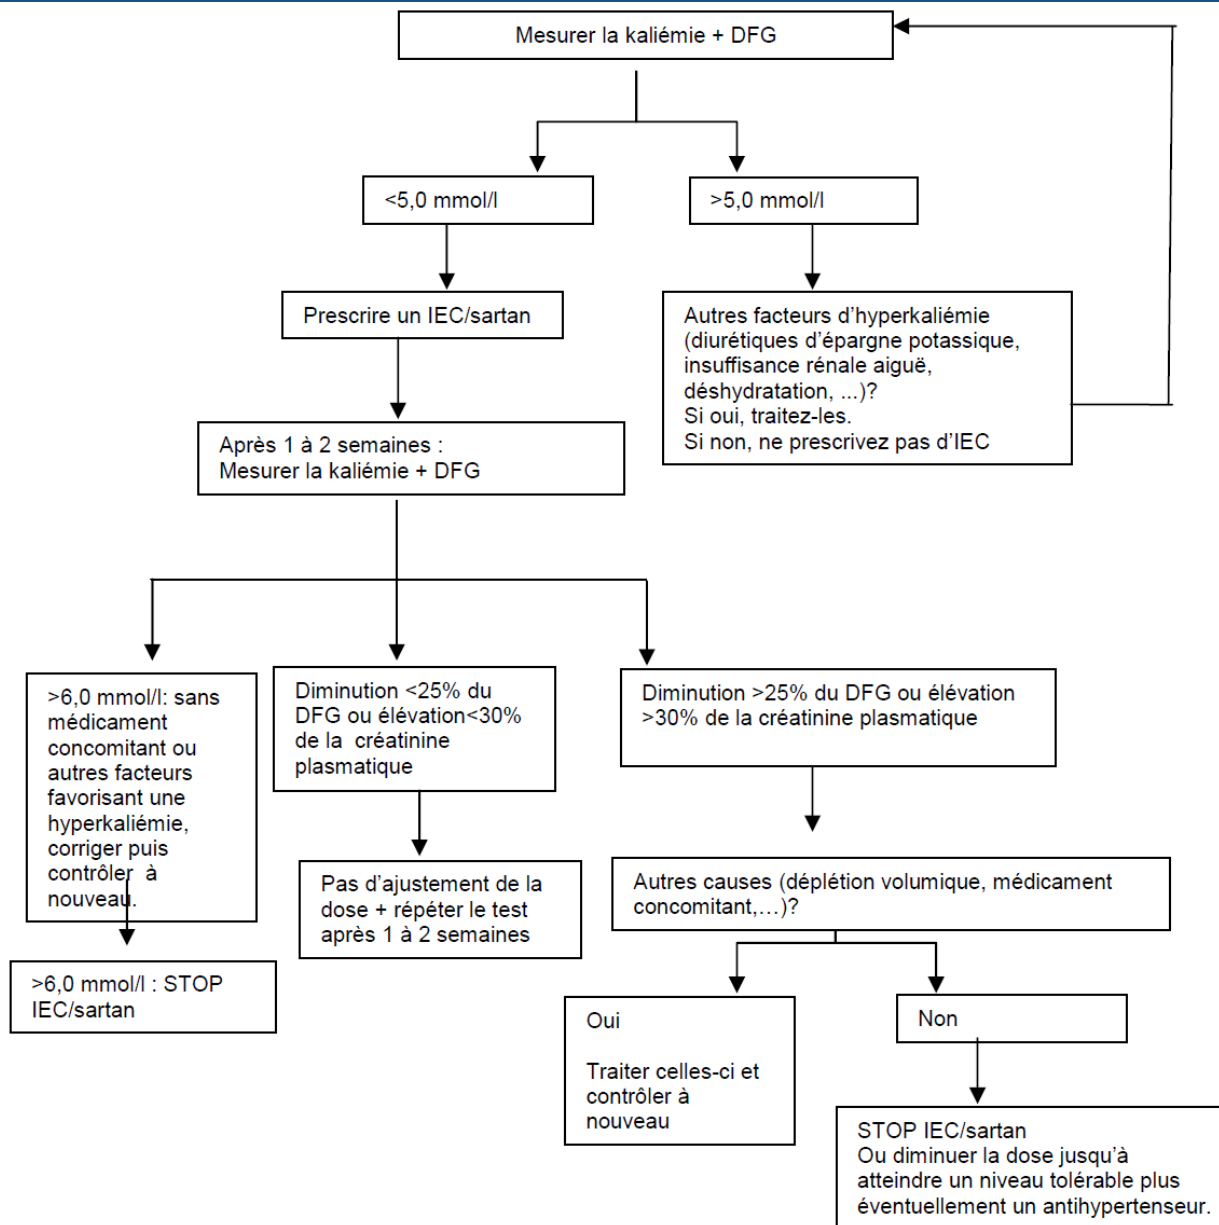 Mesurer la kaliémie + DFG
<5,0 mmol/l
>5,0 mmol/l
Prescrire un IEC/sartan
Autres facteurs d’hyperkaliémie
(diurétiques d’épargne potassique,
insuffisance rénale aiguë,
déshydratation, ...)?
Si oui, traitez-les.
Si non, ne prescrivez pas d’IEC
Après 1 à 2 semaines :
Mesurer la kaliémie + DFG
>6,0 mmol/l: sans
médicament
concomitant ou
autres facteurs
favorisant une
hyperkaliémie,
corriger puis
contrôler à
nouveau.
Diminution <25% du
DFG ou élévation<30%
de la créatinine
plasmatique
Diminution >25% du DFG ou élévation
>30% de la créatinine plasmatique
Pas d’ajustement de la
dose + répéter le test
après 1 à 2 semaines
Autres causes (déplétion volumique, médicament
concomitant,…)?
>6,0 mmol/l : STOP
IEC/sartan
Oui
Traiter celles-ci et
contrôler à
nouveau
Non
STOP IEC/sartan
Ou diminuer la dose jusqu’à
atteindre un niveau tolérable plus
éventuellement un antihypertenseur.